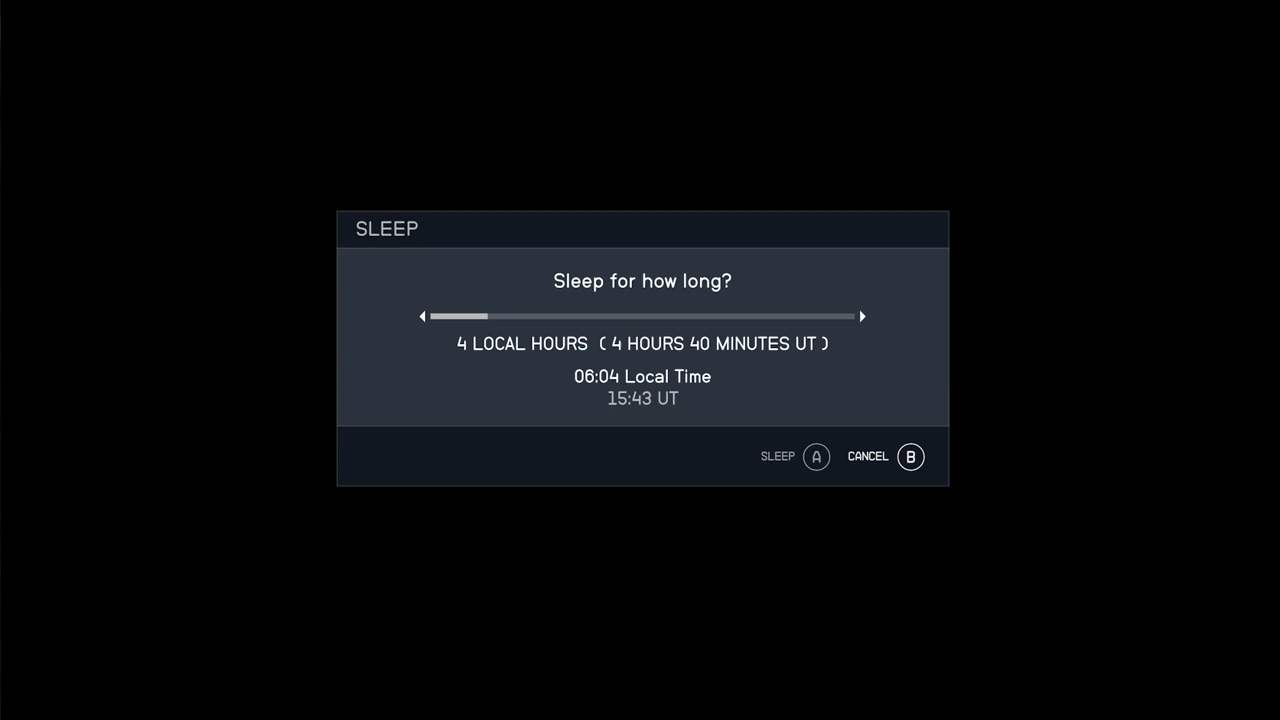 SLEEP
Sleep for how long?
4 LOCAL HOURS ( 4 HOURS 40 MINUTES UT )
06:04 Local Time
15:43 UT
SLEEP A CANCEL B